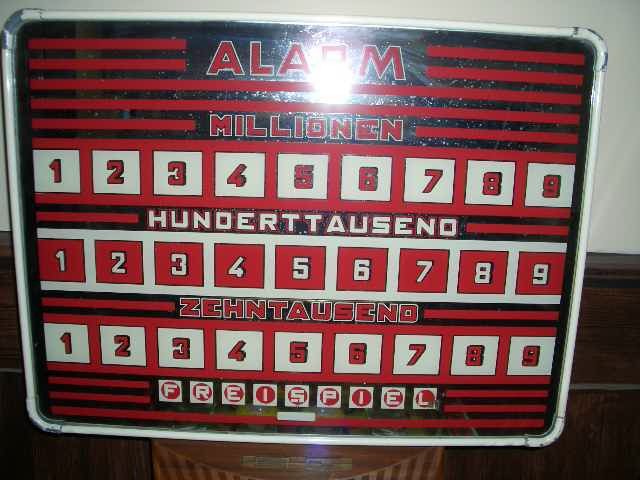 ALARM
MILLIONEN
1 2 3 4 5 6 7 8 9
HUNDERTTAUSEND
1 2 3 4 5 6 7 8 9
ZEHNTAUSEND
1 2 3 4 5 6 7 8 9
FREISPIEL